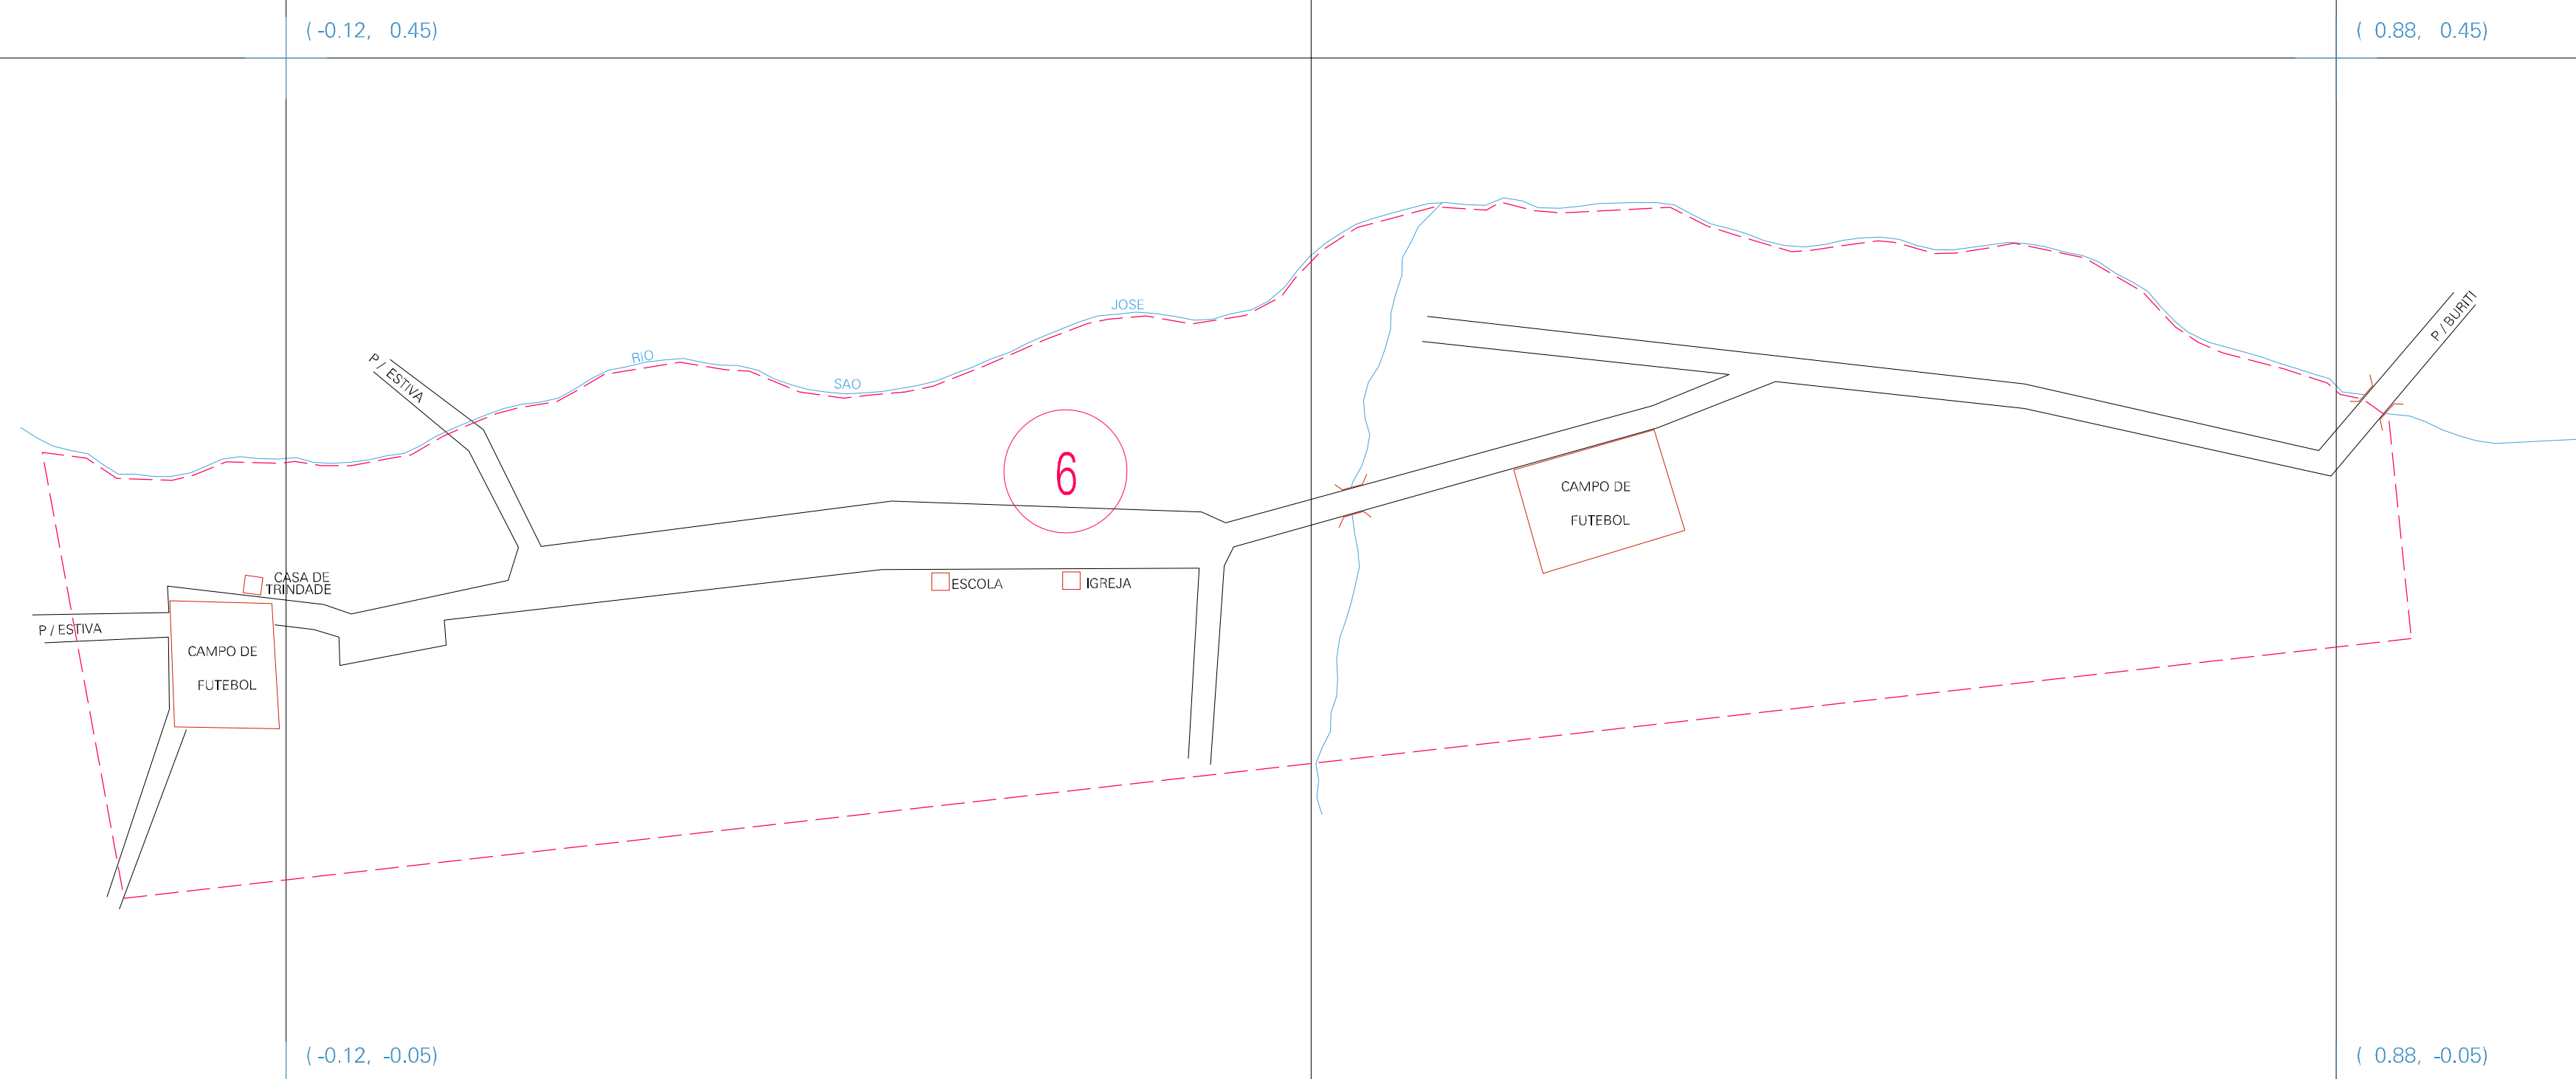 (-0.12, 0.45)
( 0.88, 0.45)
P / BURITI
JOSE
RIO
SAO
P / ESTIVA
6
CAMPO DE
FUTEBOL
CASA DE
TRINDADE
ESCOLA
IGREJA
P / ESTIVA
CAMPO DE
FUTEBOL
(-0.12, -0.05)
( 0.88, -0.05)